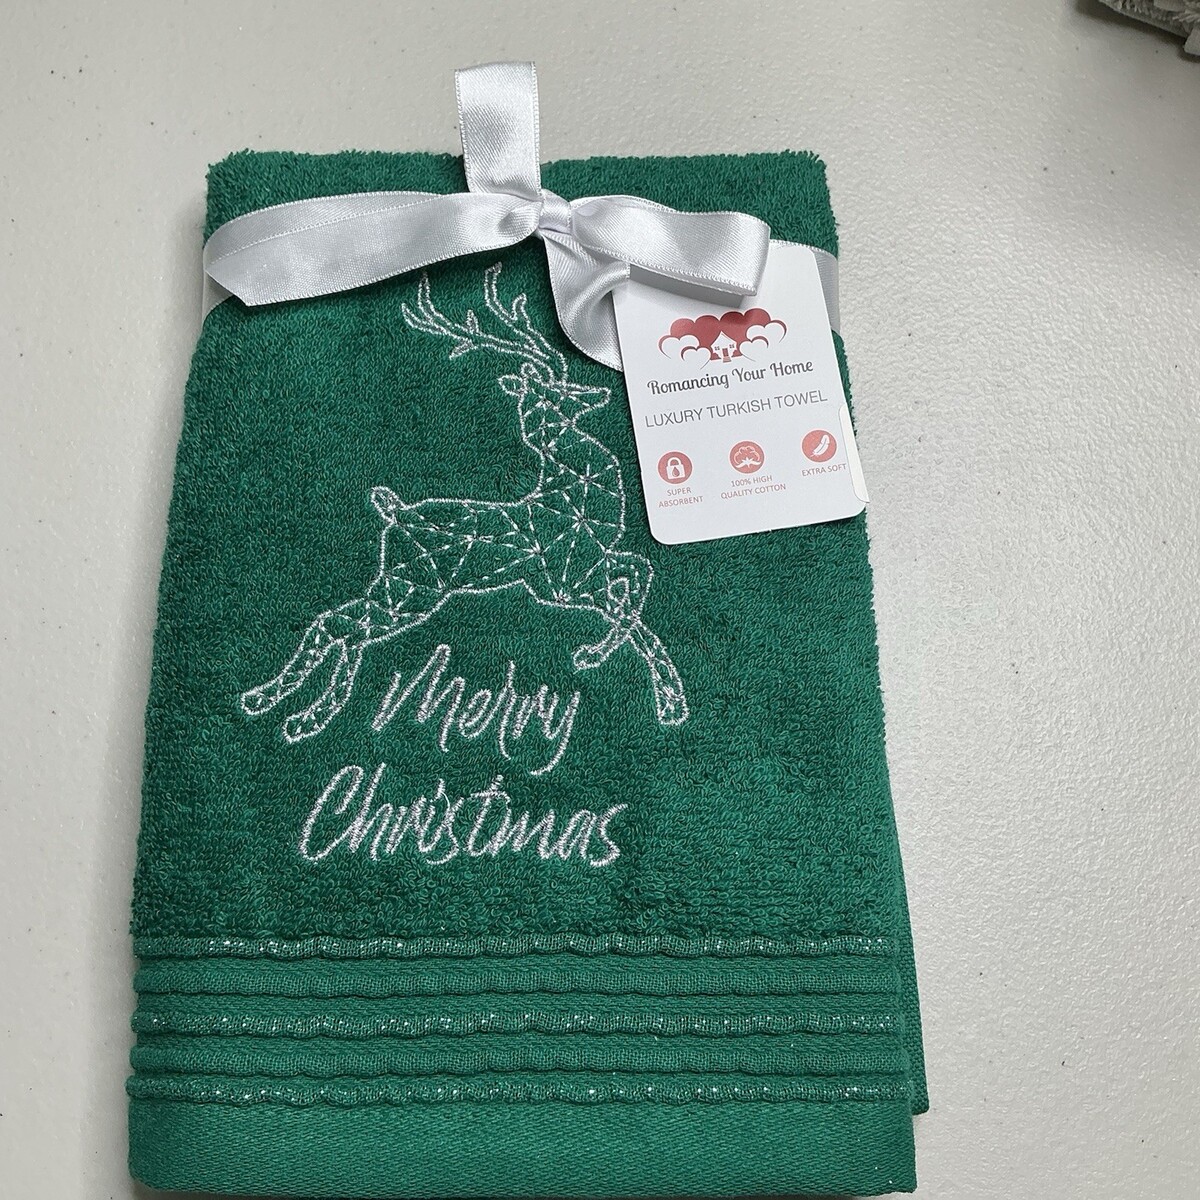 Romancing Your Home
LUXURY TURKISH TOWEL
SUPER
ABSORBENT
100% HIGH
QUALITY COTTON
EXTRA SOFT
Merry
Christmas